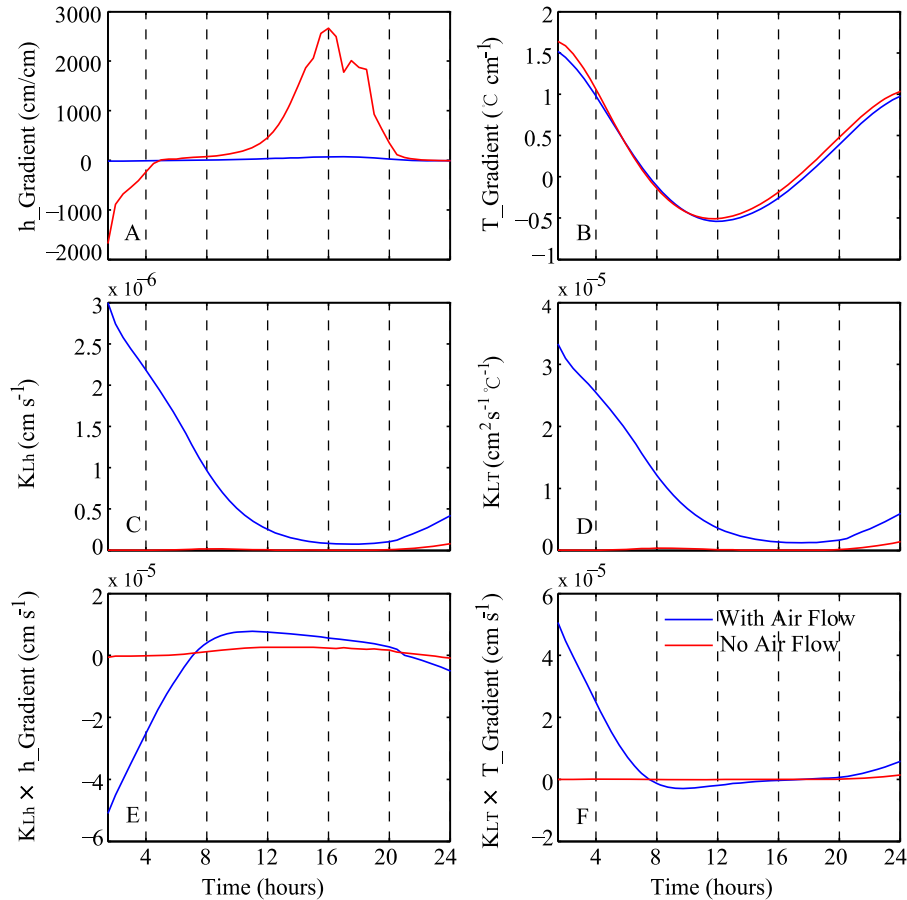 h_Gradient (cm/cm)
3000
2000
1000
0
−1000
−2000
A
T_Gradient (℃ cm-1)
2
1.5
1
0.5
0
−0.5
−1
B
x 10−6
KLh (cm s-1)
3
2.5
2
1.5
1
0.5
0
C
x 10−5
KLT (cm2 s-1 ℃-1)
4
3
2
1
0
D
x 10−5
KLh × h_Gradient (cm s-1)
2
0
−2
−4
−6
E
4
8
12
16
20
24
Time (hours)
x 10−5
KLT × T_Gradient (cm s-1)
6
4
2
0
−2
With Air Flow
No Air Flow
F
4
8
12
16
20
24
Time (hours)